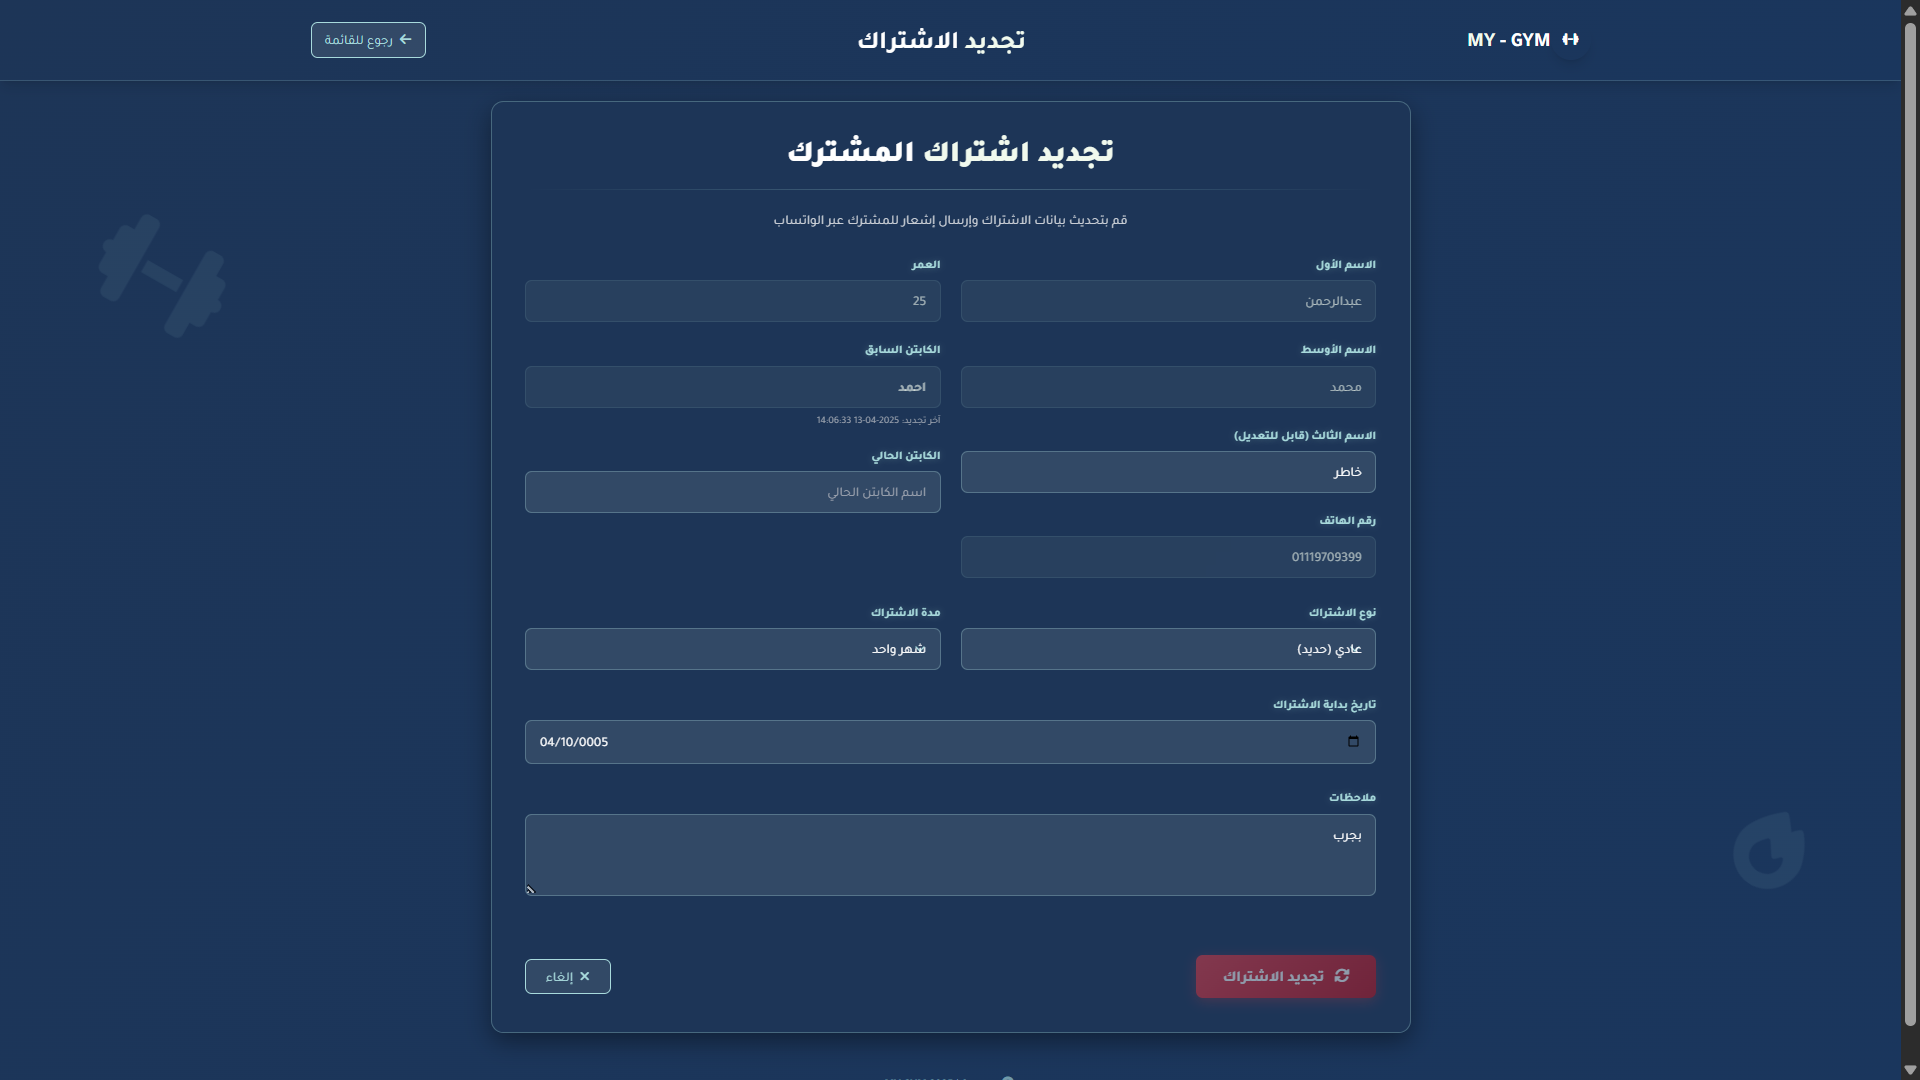 MY - GYM
تجديد الاشتراك
رجوع للقائمة
تجديد اشتراك المشترك
قم بتحديث بيانات الاشتراك وإرسال إشعار للمشترك عبر الواتساب
الاسم الأول
عبدالرحمن
العمر
25
الاسم الأوسط
محمد
الكابتن السابق
احمد
آخر تجديد: 2025-04-13 14:06:33
الاسم الثالث (قابل للتعديل)
خاطر
الكابتن الحالي
اسم الكابتن الحالي
رقم الهاتف
01119709399
نوع الاشتراك
عادي (حديد)
مدة الاشتراك
شهر واحد
تاريخ بداية الاشتراك
04/10/0005
ملاحظات
بجرب
تجديد الاشتراك
إلغاء